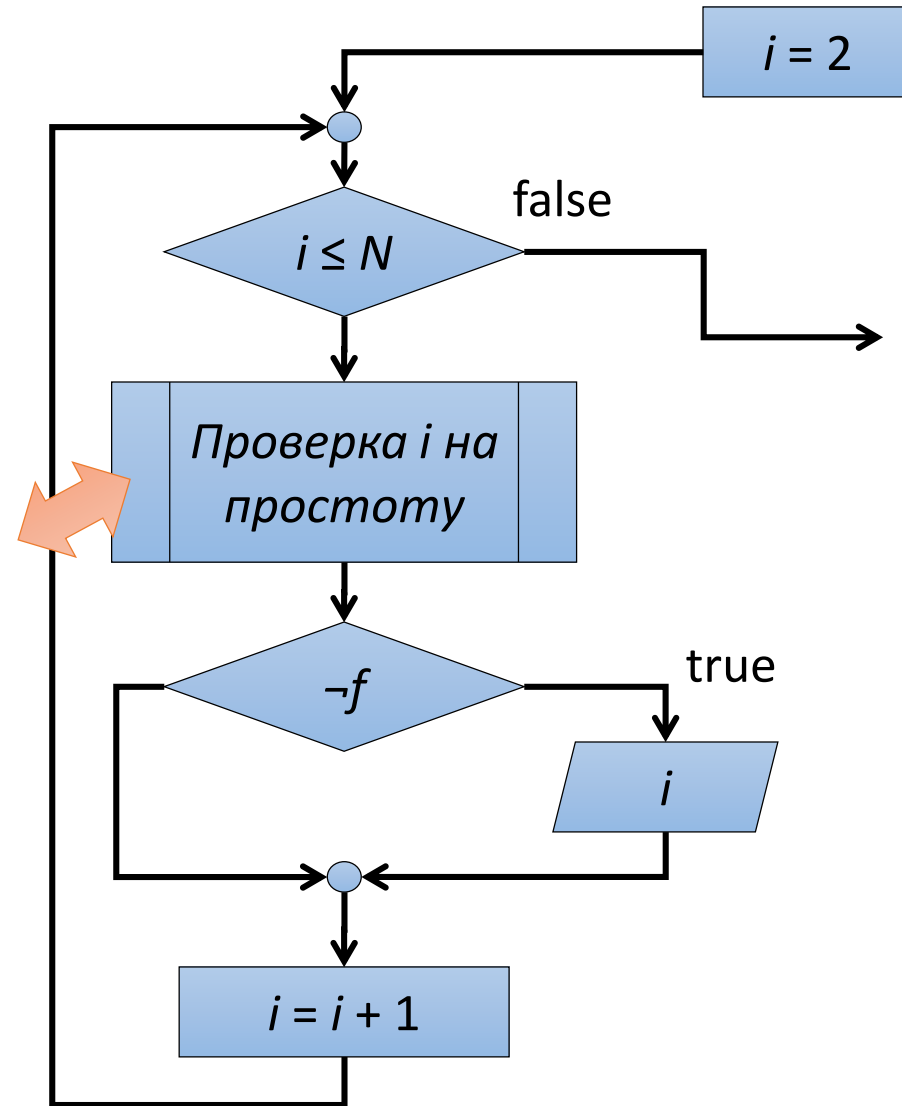 i = 2
false
i ≤ N
Проверка i на
простоту
¬f
true
i
i = i + 1